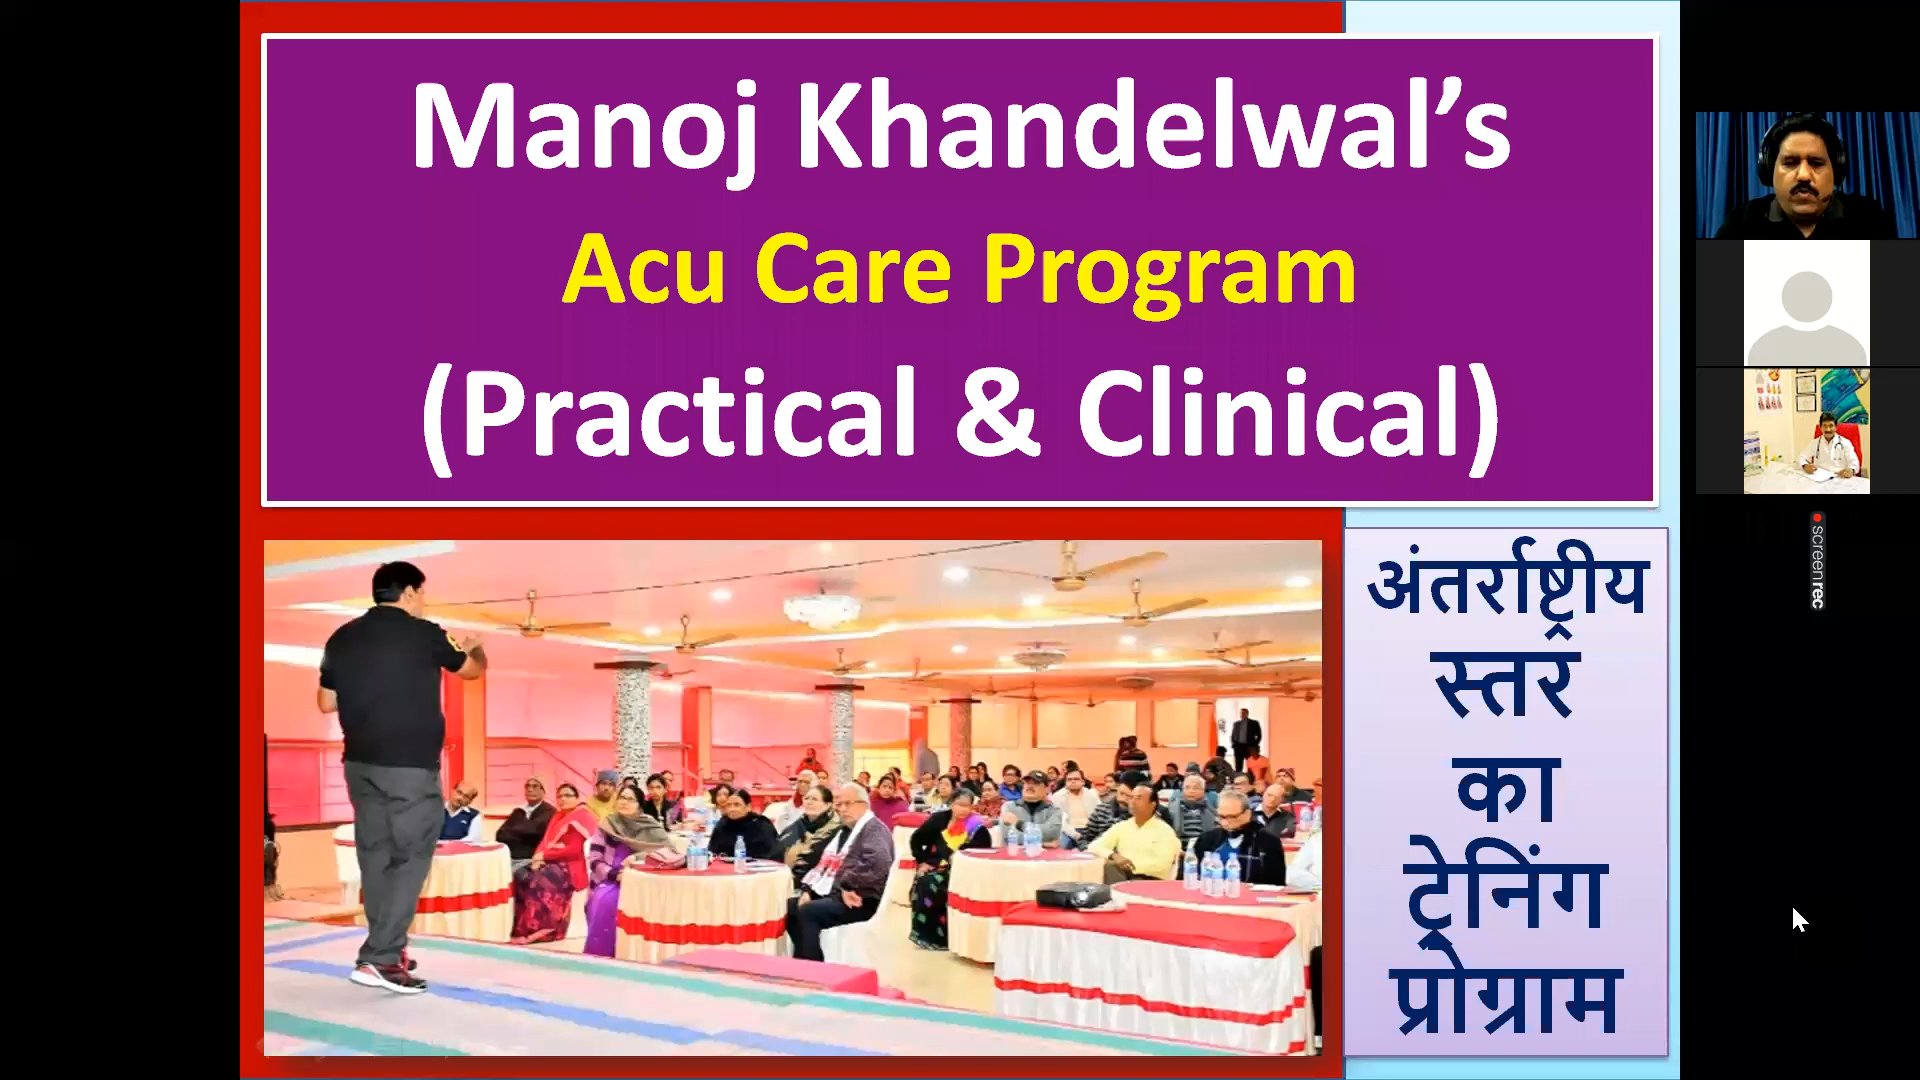 Manoj Khandelwal’s
Acu Care Program
(Practical & Clinical)
अंतर्राष्ट्रीय
स्तर
का
ट्रेनिंग
प्रोग्राम
screenrec